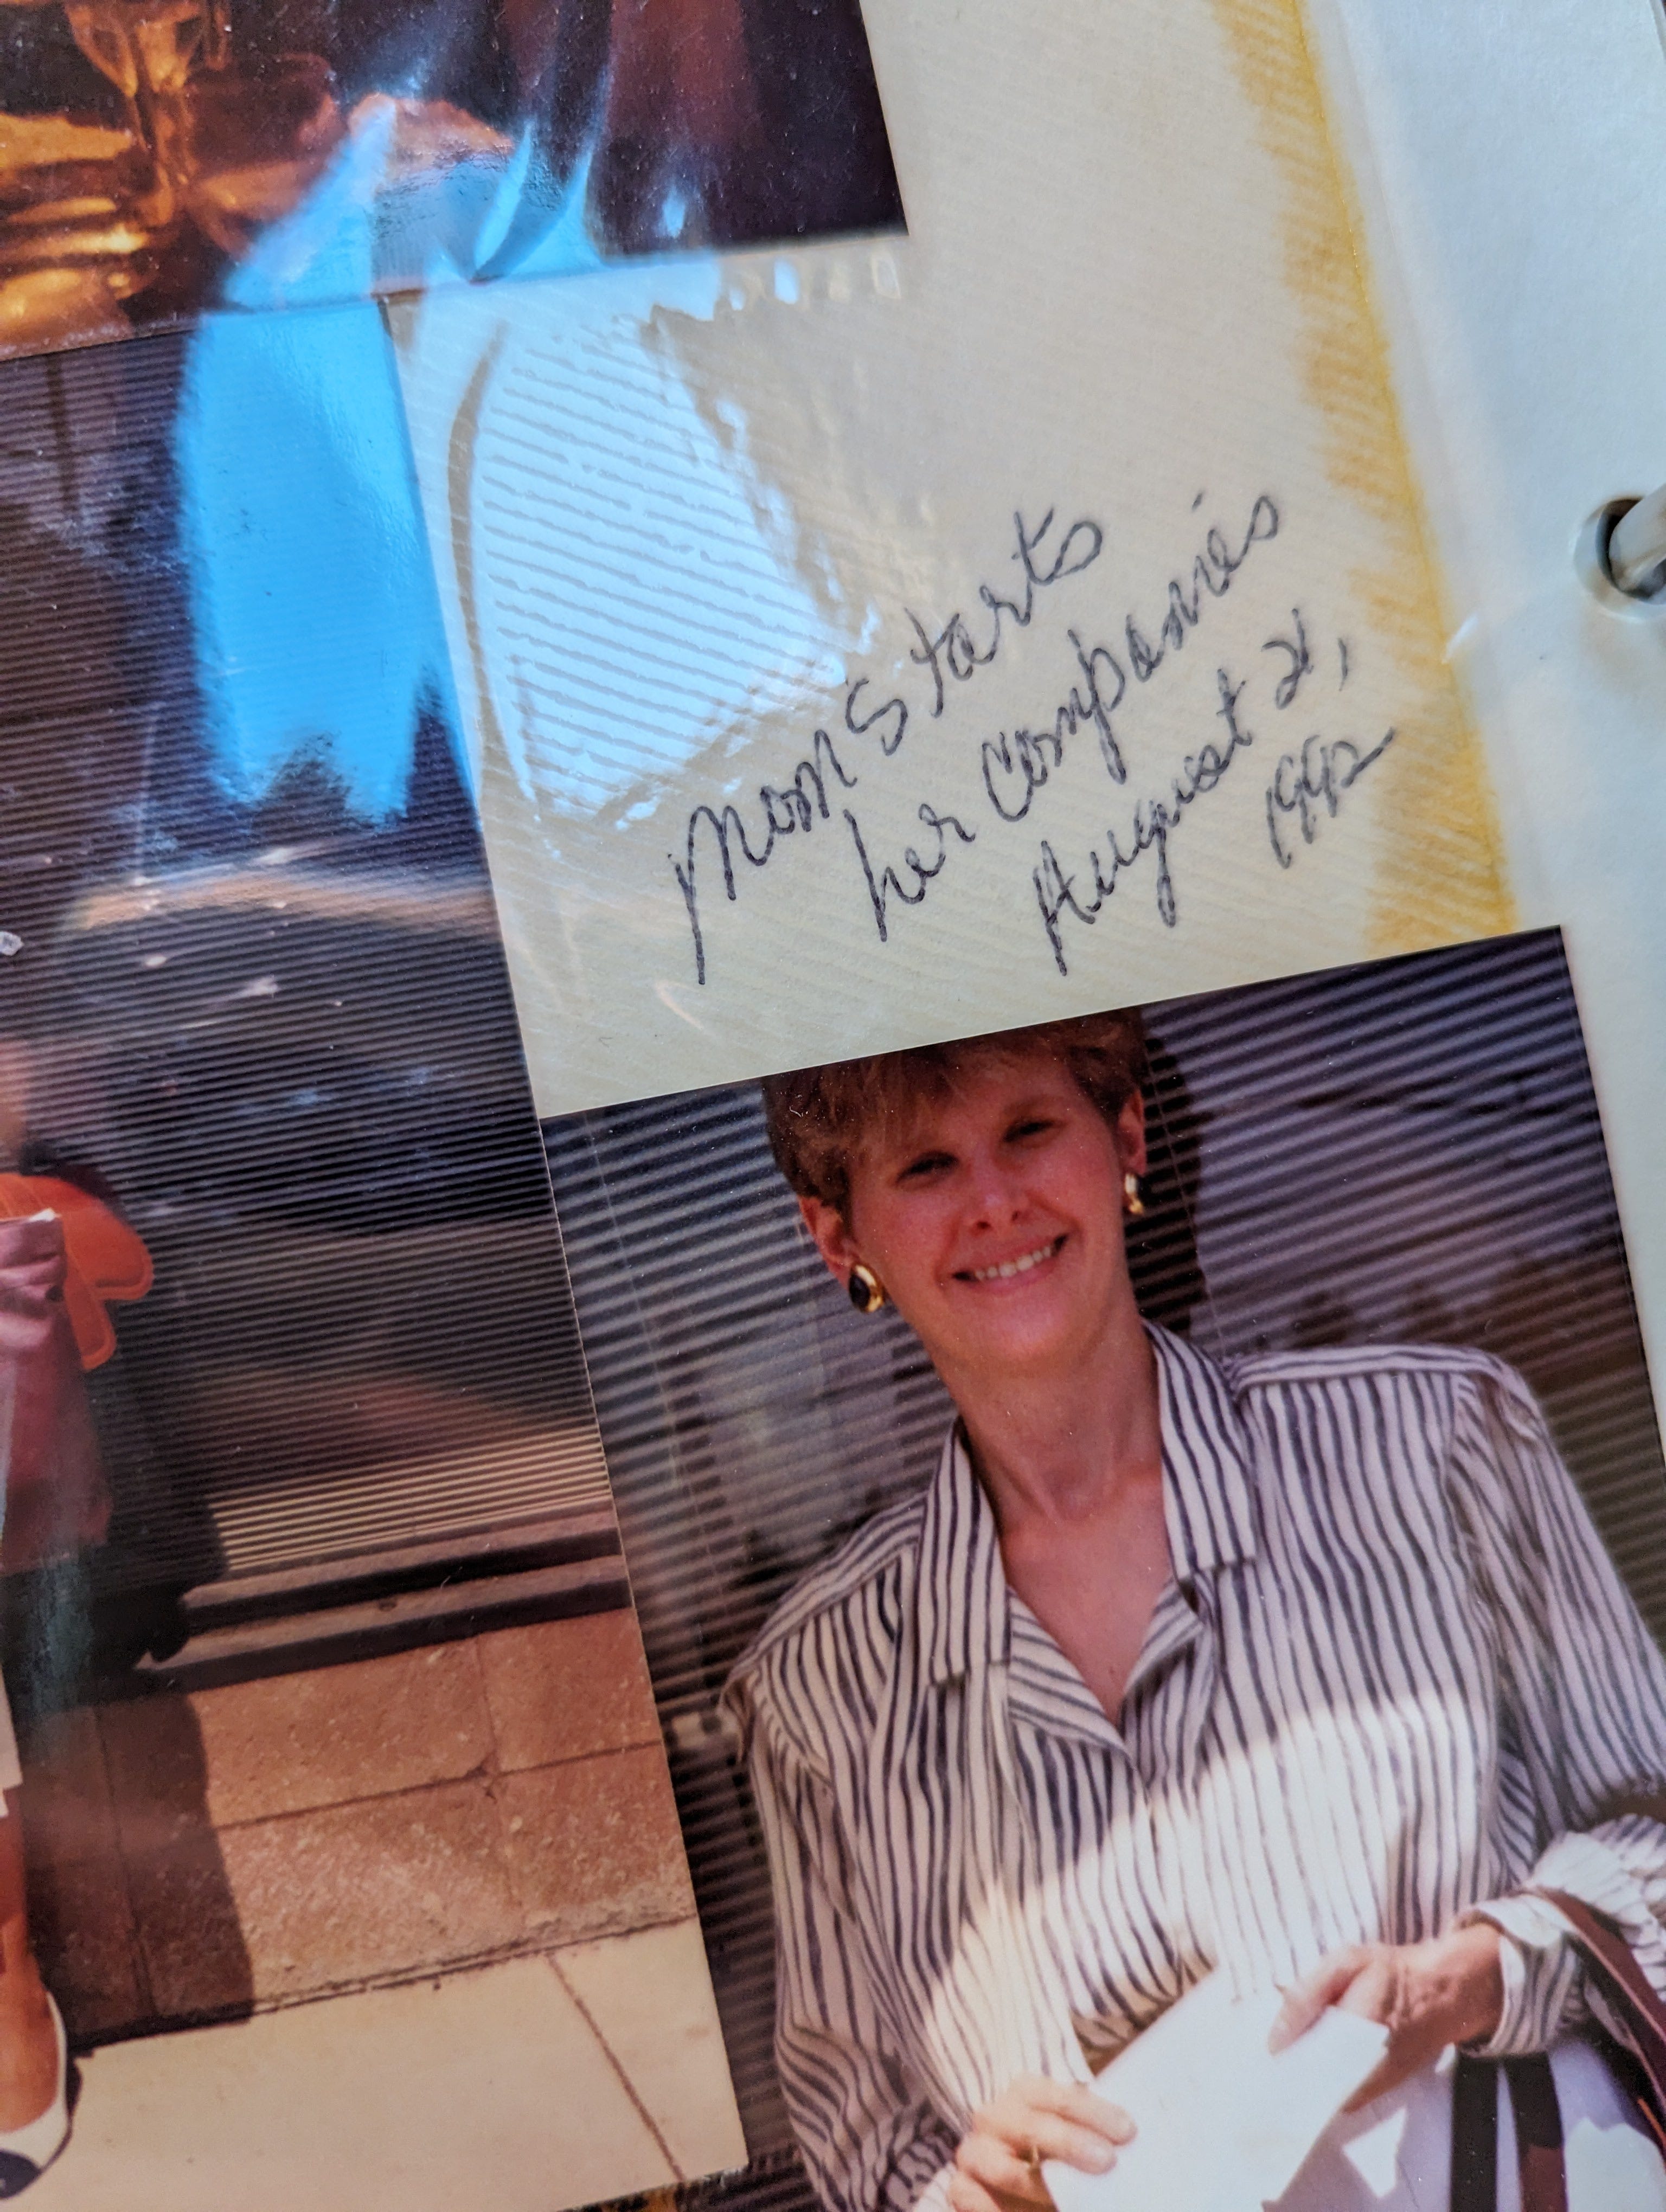 Mom Starts
her Companies
August 21,
1992